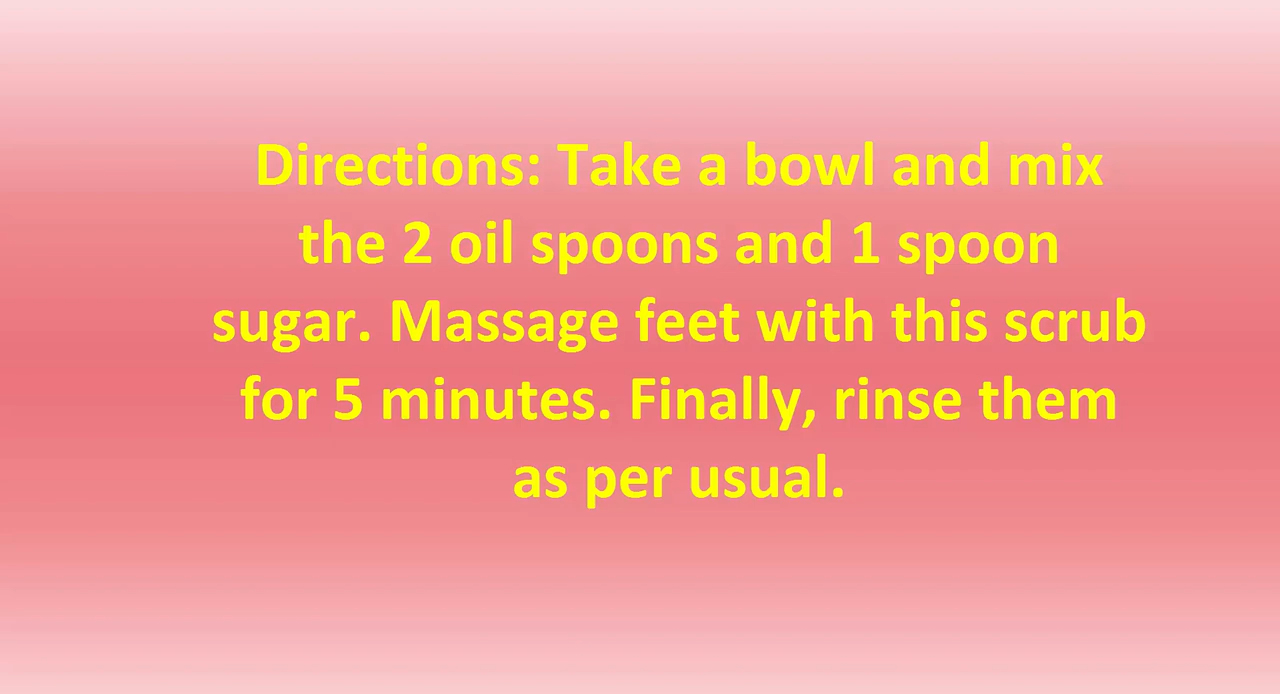 Directions: Take a bowl and mix
the 2 oil spoons and 1 spoon
sugar. Massage feet with this scrub
for 5 minutes. Finally, rinse them
as per usual.